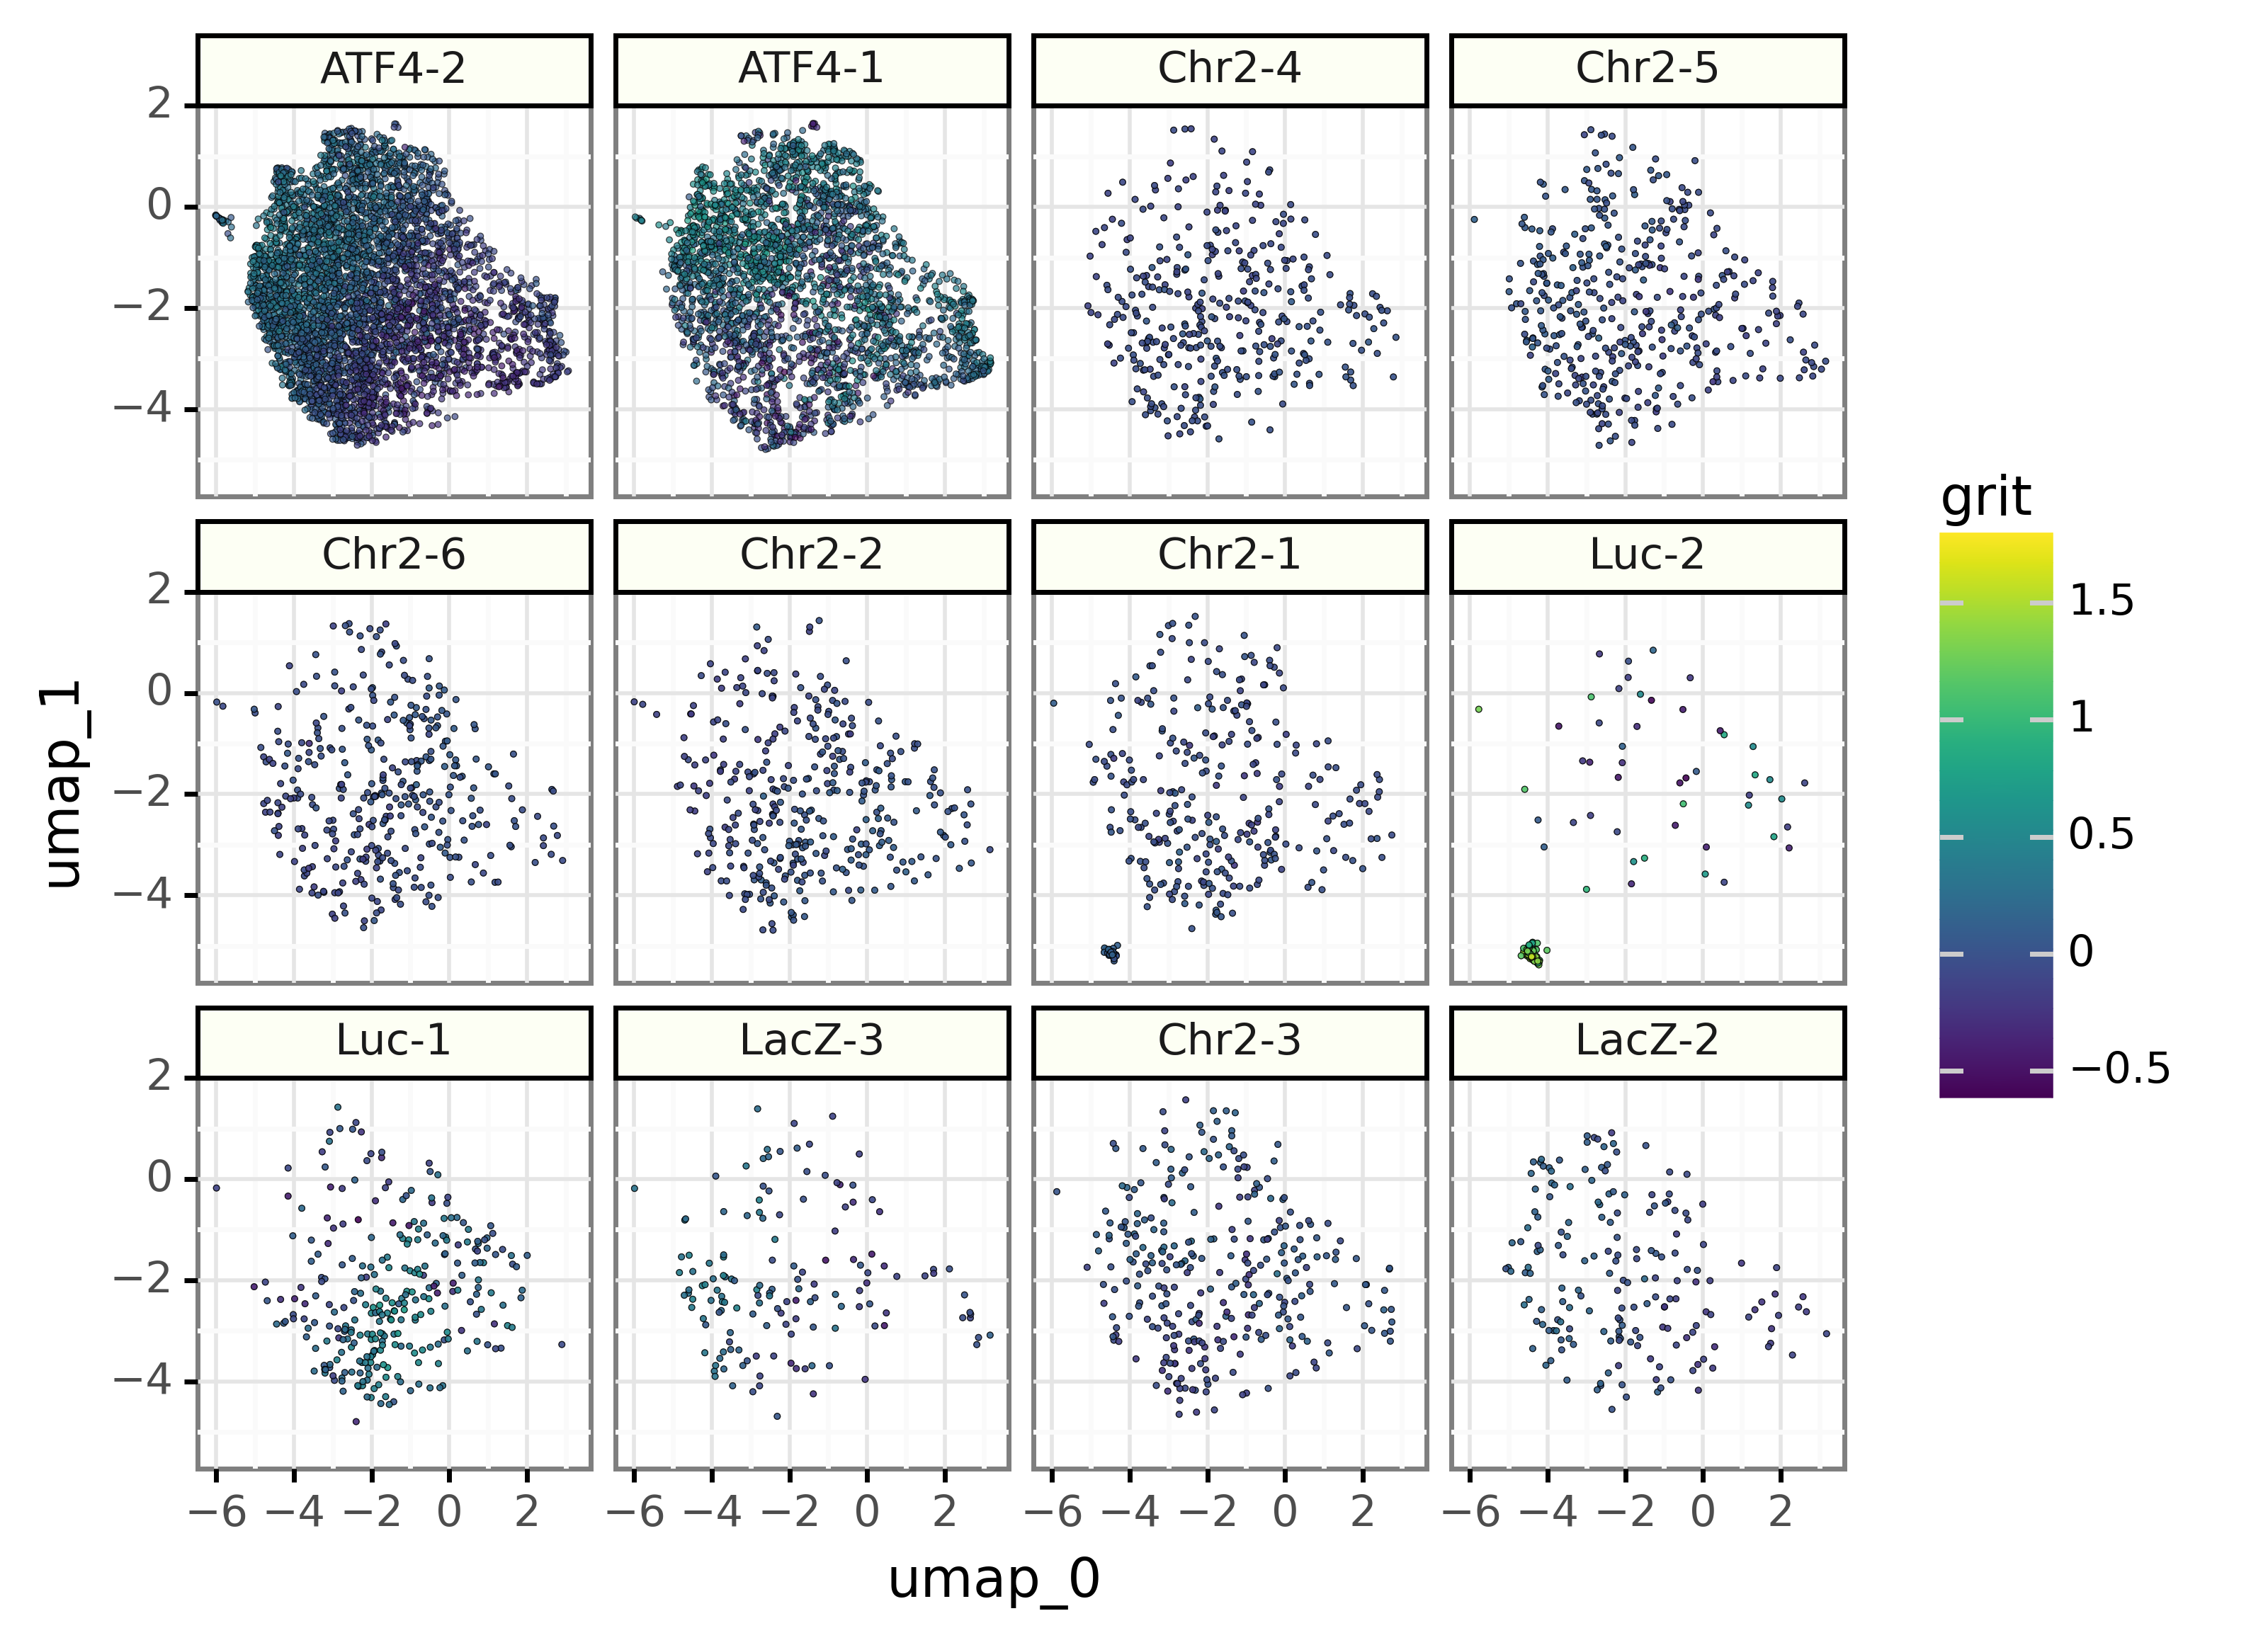 ATF4-2 ATF4-1 Chr2-4 Chr2-5
2
0
−2
−4
Chr2-6 Chr2-2 Chr2-1 Luc-2
2
0
−2
−4
Luc-1 LacZ-3 Chr2-3 LacZ-2
2
0
−2
−4
−6 −4 −2 0 2 −6 −4 −2 0 2 −6 −4 −2 0 2 −6 −4 −2 0 2
umap_0
umap_1
grit
1.5
1
0.5
0
−0.5